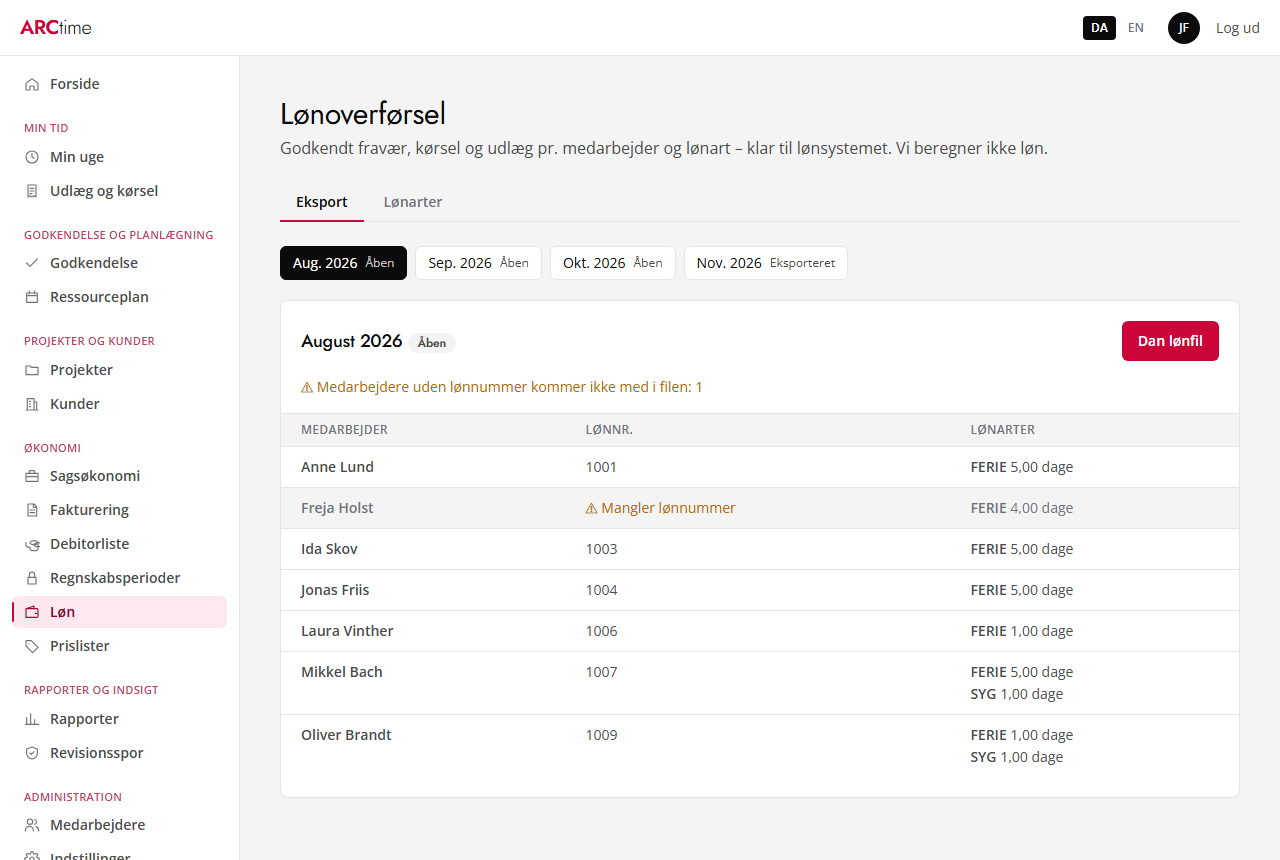 ARCtime
DA EN JF Log ud
Forside
MIN TID
Min uge
Udlæg og kørsel
GODKENDELSE OG PLANLÆGNING
Godkendelse
Ressourceplan
PROJEKTER OG KUNDER
Projekter
Kunder
ØKONOMI
Sagsøkonomi
Fakturering
Debitorliste
Regnskabsperioder
Løn
Prislister
RAPPORTER OG INDSIGT
Rapporter
Revisionsspor
ADMINISTRATION
Medarbejdere
Indstillinger
Lønoverførsel
Godkendt fravær, kørsel og udlæg pr. medarbejder og lønart – klar til lønsystemet. Vi beregner ikke løn.
Eksport Lønarter
Aug. 2026 Åben Sep. 2026 Åben Okt. 2026 Åben Nov. 2026 Eksporteret
August 2026 Åben Dan lønfil
⚠ Medarbejdere uden lønnummer kommer ikke med i filen: 1
MEDARBEJDER LØNNR. LØNARTER
Anne Lund 1001 FERIE 5,00 dage
Freja Holst ⚠ Mangler lønnummer FERIE 4,00 dage
Ida Skov 1003 FERIE 5,00 dage
Jonas Friis 1004 FERIE 5,00 dage
Laura Vinther 1006 FERIE 1,00 dage
Mikkel Bach 1007 FERIE 5,00 dage
SYG 1,00 dage
Oliver Brandt 1009 FERIE 1,00 dage
SYG 1,00 dage